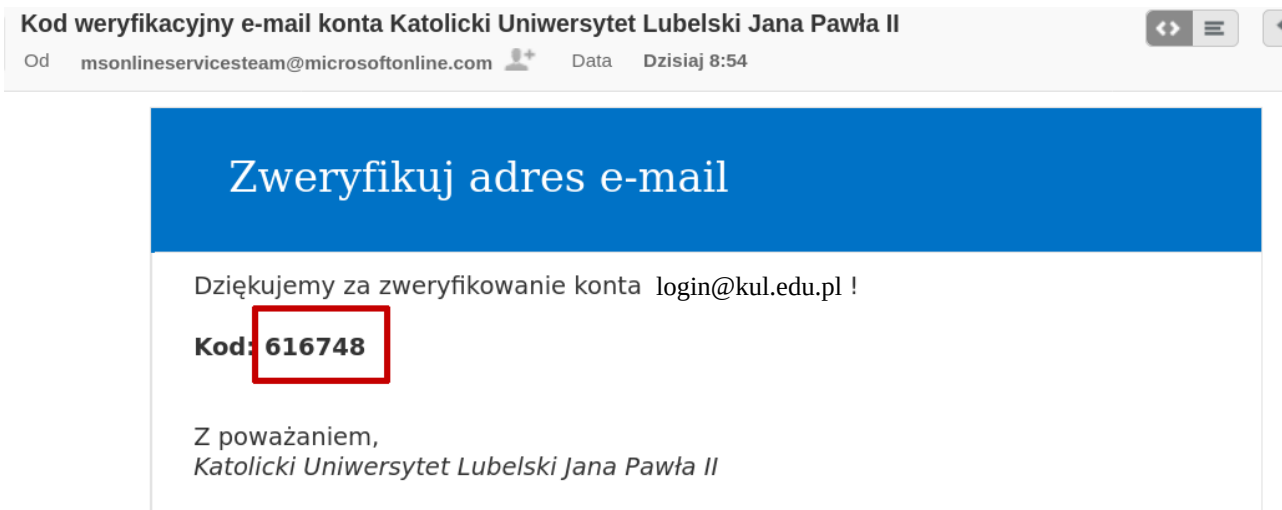 Kod weryfikacyjny e-mail konta Katolicki Uniwersytet Lubelski Jana Pawła II
Od msonlineservicesteam@microsoftonline.com Data Dzisiaj 8:54
Zweryfikuj adres e-mail
Dziękujemy za zweryfikowanie konta login@kul.edu.pl !
Kod: 616748
Z poważaniem,
Katolicki Uniwersytet Lubelski Jana Pawła II